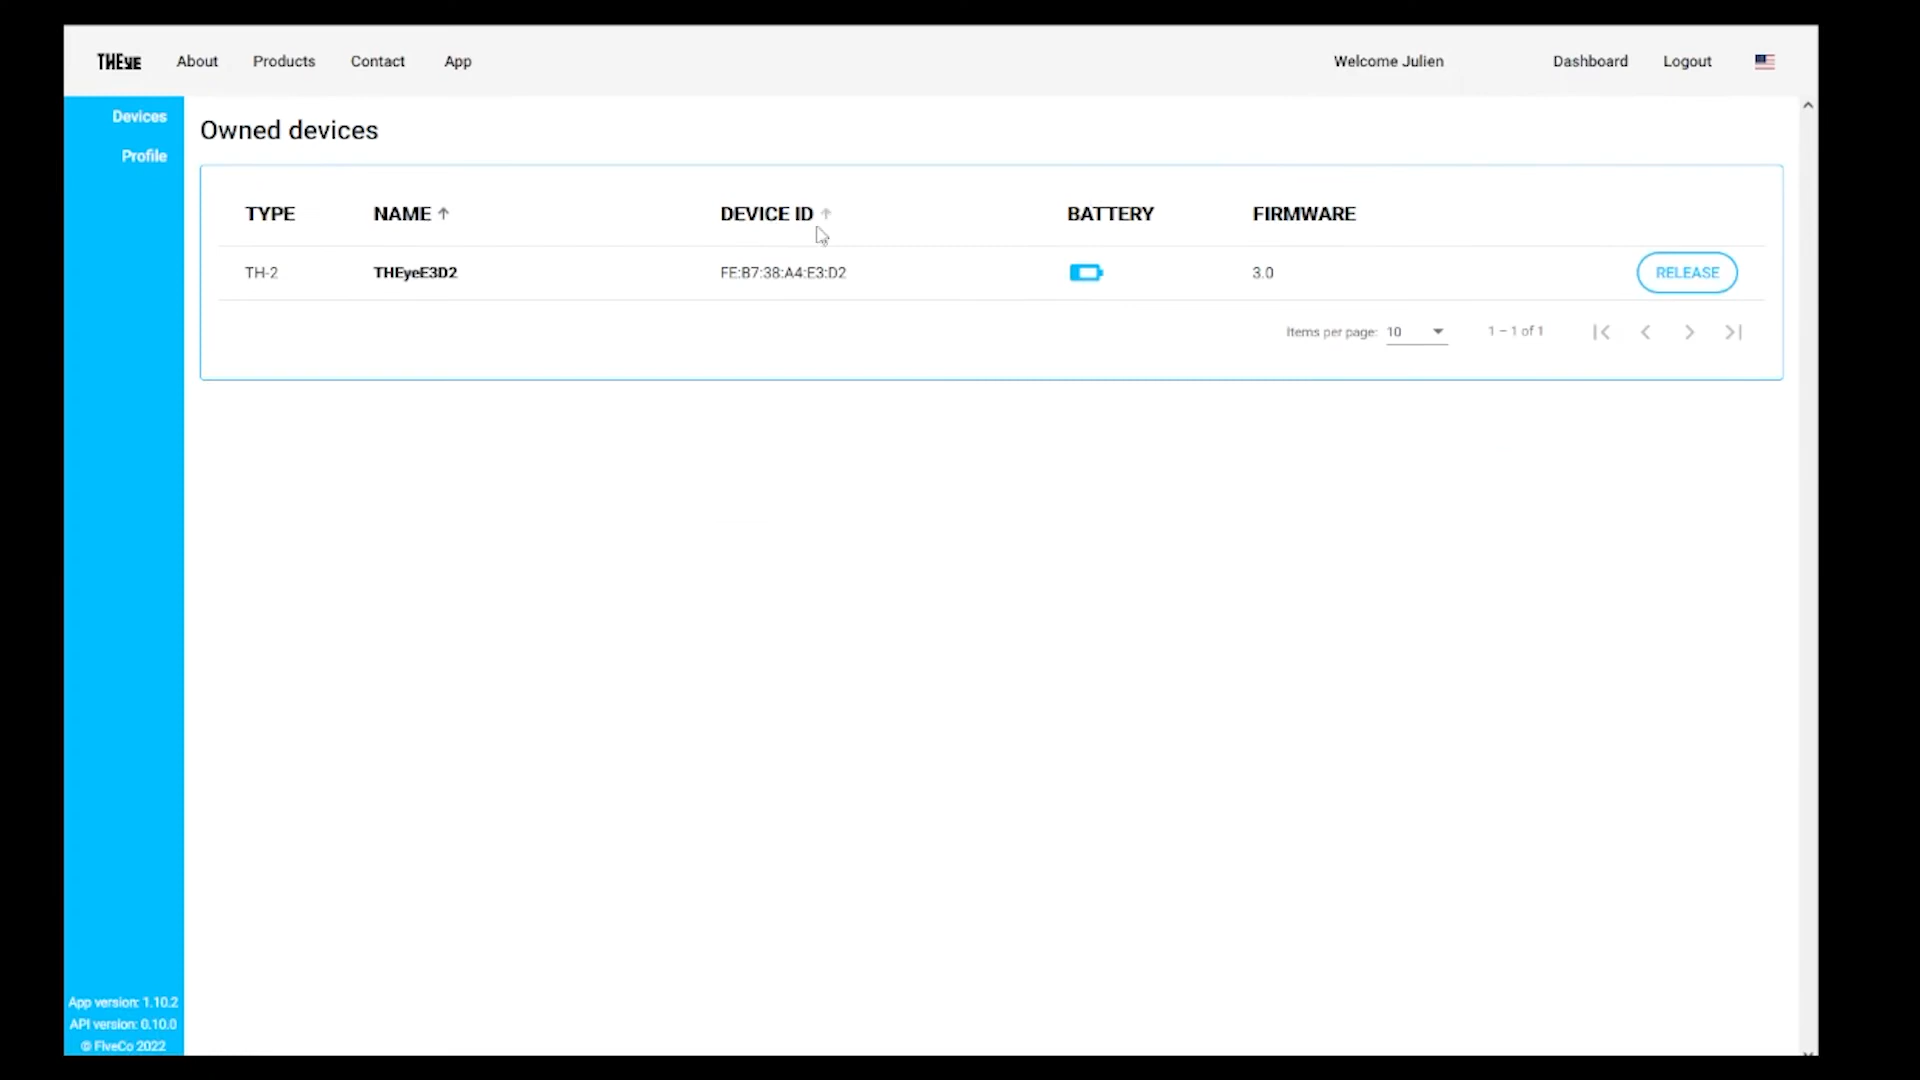 THEYE About Products Contact App Welcome Julien Dashboard Logout
Devices
Profile
Owned devices
TYPE NAME DEVICE ID BATTERY FIRMWARE
TH-2 THEyeE3D2 FE:B7:38:A4:E3:D2 3.0 RELEASE
Items per page: 10 1 – 1 of 1
App version: 1.10.2
API version: 0.10.0
© FiveCo 2022